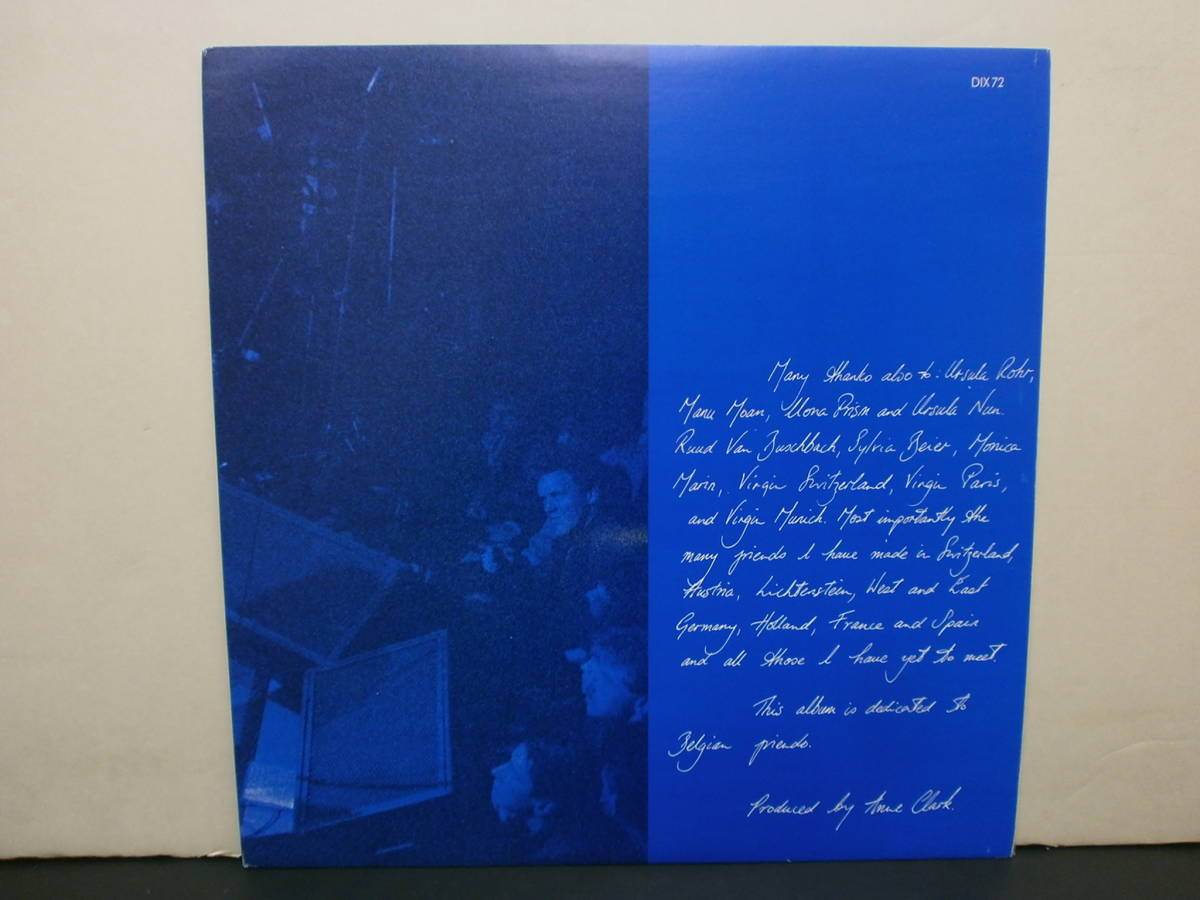 DIX 72
Many thanks also to: Ursula Rohr,
Manu Moan, Mona Prism and Ursula Nun.
Ruud Van Buschbach, Sylvia Beier, Monica
Marin, Virgin Switzerland, Virgin Paris,
and Virgin Munich. Most importantly the
many friends I have made in Switzerland,
Austria, Lichtenstein, West and East
Germany, Holland, France and Spain
and all those I have yet to meet.
This album is dedicated to
Belgian friends.
Produced by Anne Clark.